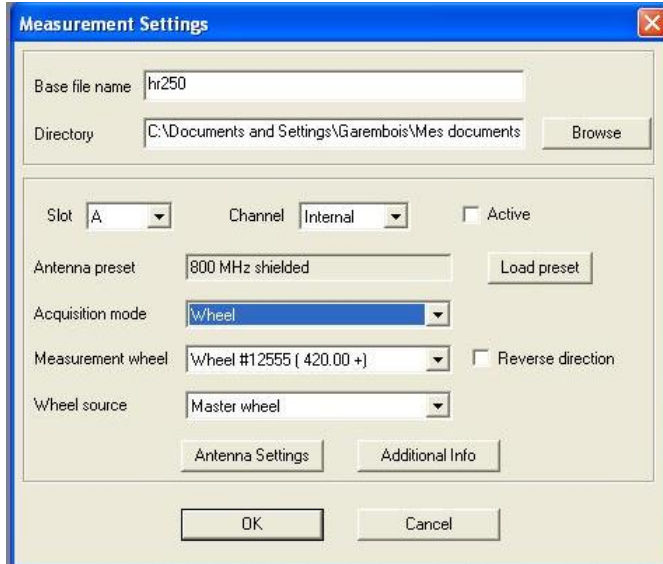 Measurement Settings
Base file name hr250
Directory C:\Documents and Settings\Garembois\Mes documents Browse
Slot A Channel Internal Active
Antenna preset 800 MHz shielded Load preset
Acquisition mode Wheel
Measurement wheel Wheel #12555 ( 420.00 +) Reverse direction
Wheel source Master wheel
Antenna Settings Additional Info
OK Cancel